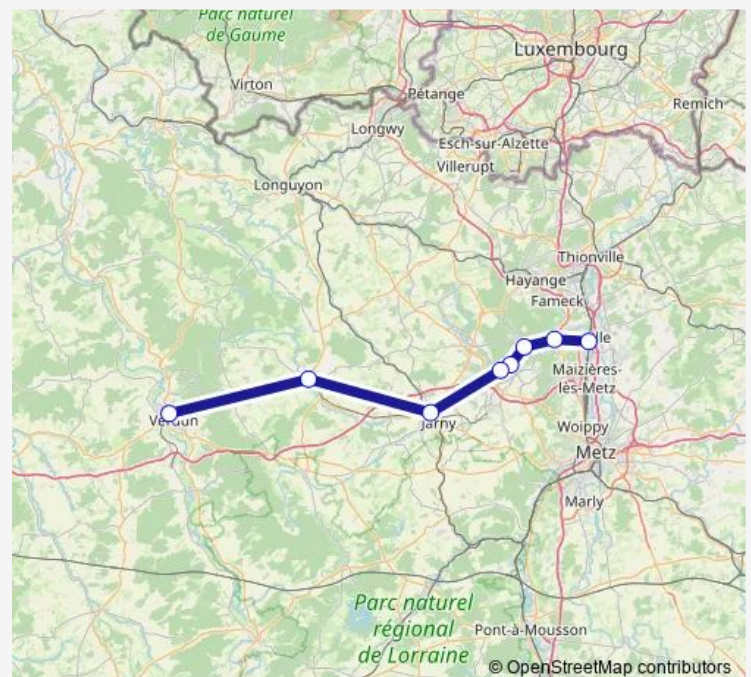 Parc naturel
de Gaume
Luxembourg
Virton
Pétange
Remich
Longwy
Esch-sur-Alzette
Villerupt
Longuyon
Thionville
Hayange
Fameck
lle
Maizières-
lès-Metz
Verdun
Jarny
Woippy
Metz
Marly
Parc naturel
régional
de Lorraine
Pont-à-Mousson
© OpenStreetMap contributors